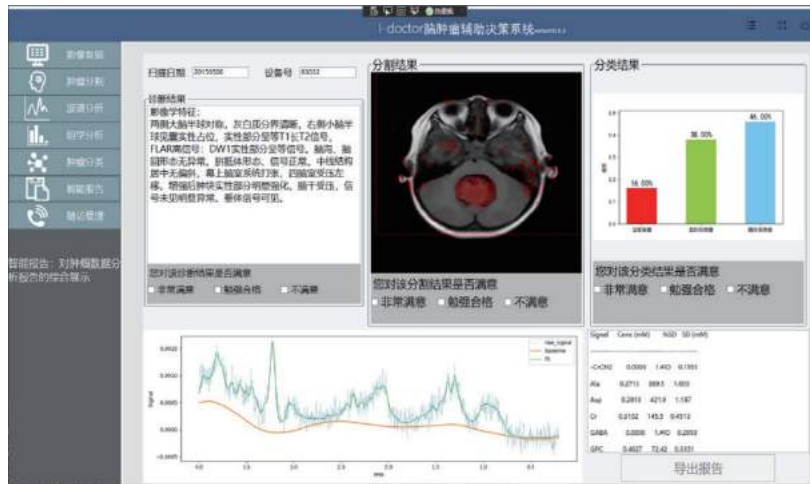 i-doctor脑肿瘤辅助决策系统
影像数据
肿瘤分割
波谱分析
组学分析
肿瘤分类
智能报告
随访管理
智能报告：对肿瘤数据分
析报告的综合展示
扫描日期
设备号
诊断结果
影像学特征：
两侧大脑半球对称，灰白质分界清晰，右侧小脑半
球见囊实性占位，实性部分呈等T1长T2信号，
FLAR高信号；DW1实性部分呈等信号。脑沟、脑
回形态无异常。胼胝体形态、信号正常。中线结构
居中无偏斜，幕上脑室系统扩张，四脑室受压左
移。增强后肿块实性部分明显强化。脑干受压，信
号未见明显异常。垂体信号可见。
您对该诊断结果是否满意
非常满意 勉强合格 不满意
分割结果
您对该分割结果是否满意
非常满意 勉强合格 不满意
分类结果
16.00%
38.00%
46.00%
您对该分类结果是否满意
非常满意 勉强合格 不满意
Signal
0.0015
0.0010
0.0005
0.0000
-0.0005
raw_signal
baseline
fit
Signal Conc (mM) %SD SD (mM)
-CrCH2 0.0000
Ala
Asp
Cr
GABA 0.0000
GPC
导出报告